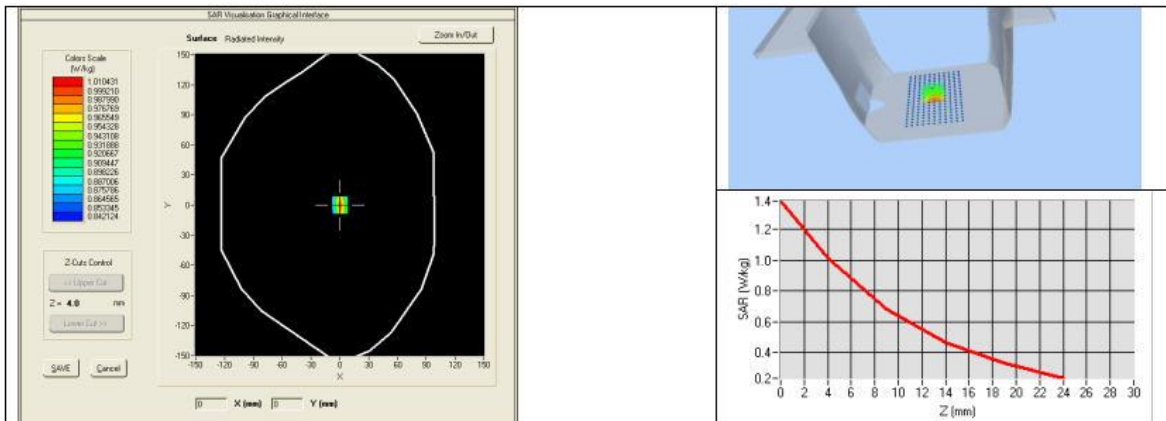 SAR Visualisation Graphical Interface
Surface Radiated Intensity
Zoom In/Out
Colors Scale
(W/kg)
1.010431
0.999210
0.987990
0.976769
0.965549
0.954328
0.943108
0.931888
0.920667
0.909447
0.898226
0.887006
0.875786
0.864565
0.853345
0.842124
Z-Cuts Control
<< Upper Cut
Z = 4.0 mm
Lower Cut >>
SAVE Cancel
150
120
90
60
30
0
-30
-60
-90
-120
-150
Y
-150 -120 -90 -60 -30 0 30 60 90 120 150
X
0 X (mm) 0 Y (mm)
1.4
1.2
1.0
0.8
0.6
0.4
0.2
SAR (W/kg)
0 2 4 6 8 10 12 14 16 18 20 22 24 26 28 30
Z (mm)